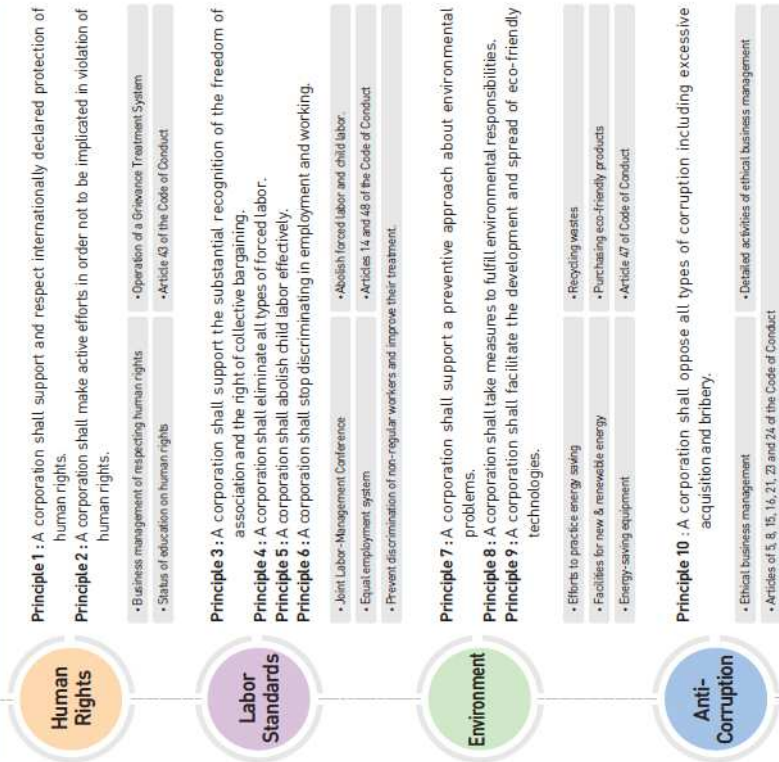 Human
Rights
Principle 1 : A corporation shall support and respect internationally declared protection of
human rights.
Principle 2 : A corporation shall make active efforts in order not to be implicated in violation of
human rights.
• Business management of respecting human rights
• Operation of a Grievance Treatment System
• Status of education on human rights
• Article 43 of the Code of Conduct
Labor
Standards
Principle 3 : A corporation shall support the substantial recognition of the freedom of
association and the right of collective bargaining.
Principle 4 : A corporation shall eliminate all types of forced labor.
Principle 5 : A corporation shall abolish child labor effectively.
Principle 6 : A corporation shall stop discriminating in employment and working.
• Joint Labor-Management Conference
• Abolish forced labor and child labor.
• Equal employment system
• Articles 14 and 48 of the Code of Conduct
• Prevent discrimination of non-regular workers and improve their treatment.
Environment
Principle 7 : A corporation shall support a preventive approach about environmental
problems.
Principle 8 : A corporation shall take measures to fulfill environmental responsibilities.
Principle 9 : A corporation shall facilitate the development and spread of eco-friendly
technologies.
• Efforts to practice energy saving
• Recycling wastes
• Facilities for new & renewable energy
• Purchasing eco-friendly products
• Energy-saving equipment
• Article 47 of Code of Conduct
Anti-
Corruption
Principle 10 : A corporation shall oppose all types of corruption including excessive
acquisition and bribery.
• Ethical business management
• Detailed activities of ethical business management
• Articles of 5, 8, 15, 16, 21, 23 and 24 of the Code of Conduct